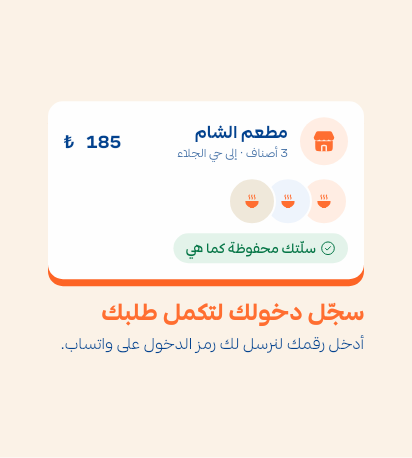 مطعم الشام
185 ₺
3 أصناف · إلى حي الجلاء
سلّتك محفوظة كما هي
سجّل دخولك لتكمل طلبك
أدخل رقمك لنرسل لك رمز الدخول على واتساب.